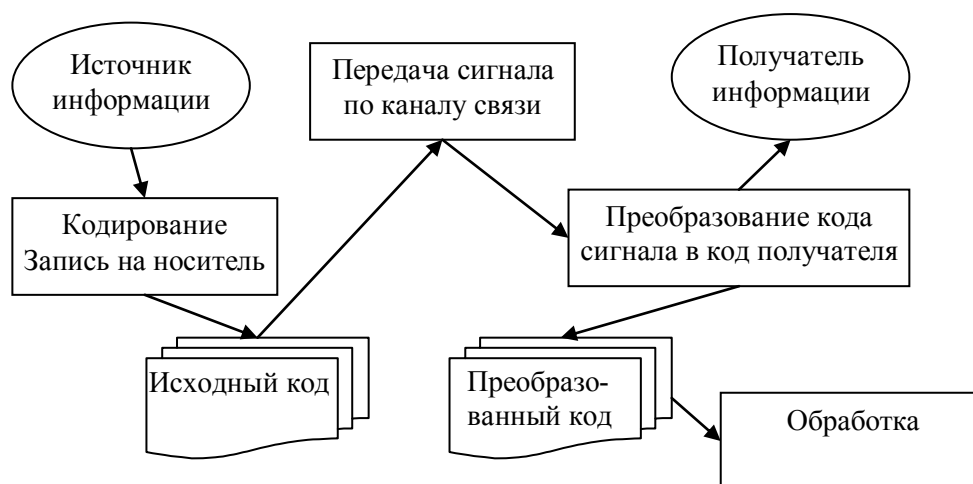 Источник
информации
Передача сигнала
по каналу связи
Получатель
информации
Кодирование
Запись на носитель
Преобразование кода
сигнала в код получателя
Исходный код
Преобразо-
ванный код
Обработка